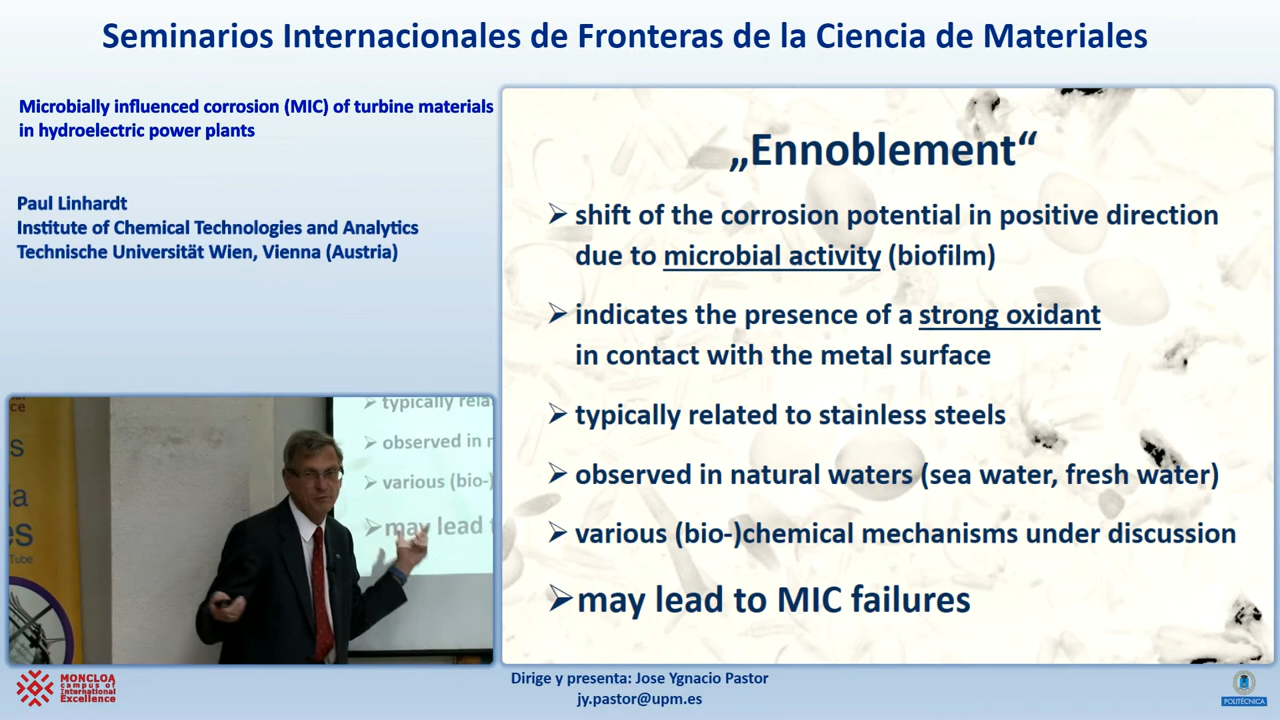 Seminarios Internacionales de Fronteras de la Ciencia de Materiales
Microbially influenced corrosion (MIC) of turbine materials
in hydroelectric power plants
Paul Linhardt
Institute of Chemical Technologies and Analytics
Technische Universität Wien, Vienna (Austria)
„Ennoblement“
➢ shift of the corrosion potential in positive direction
due to microbial activity (biofilm)
➢ indicates the presence of a strong oxidant
in contact with the metal surface
➢ typically related to stainless steels
➢ observed in natural waters (sea water, fresh water)
➢ various (bio-)chemical mechanisms under discussion
➢ may lead to MIC failures
➢ typically rela
➢ observed in
➢ various (bio-)
➢ may lead
Tube
MONCLOA
campus of
International
Excellence
Dirige y presenta: Jose Ygnacio Pastor
jy.pastor@upm.es
POLITÉCNICA